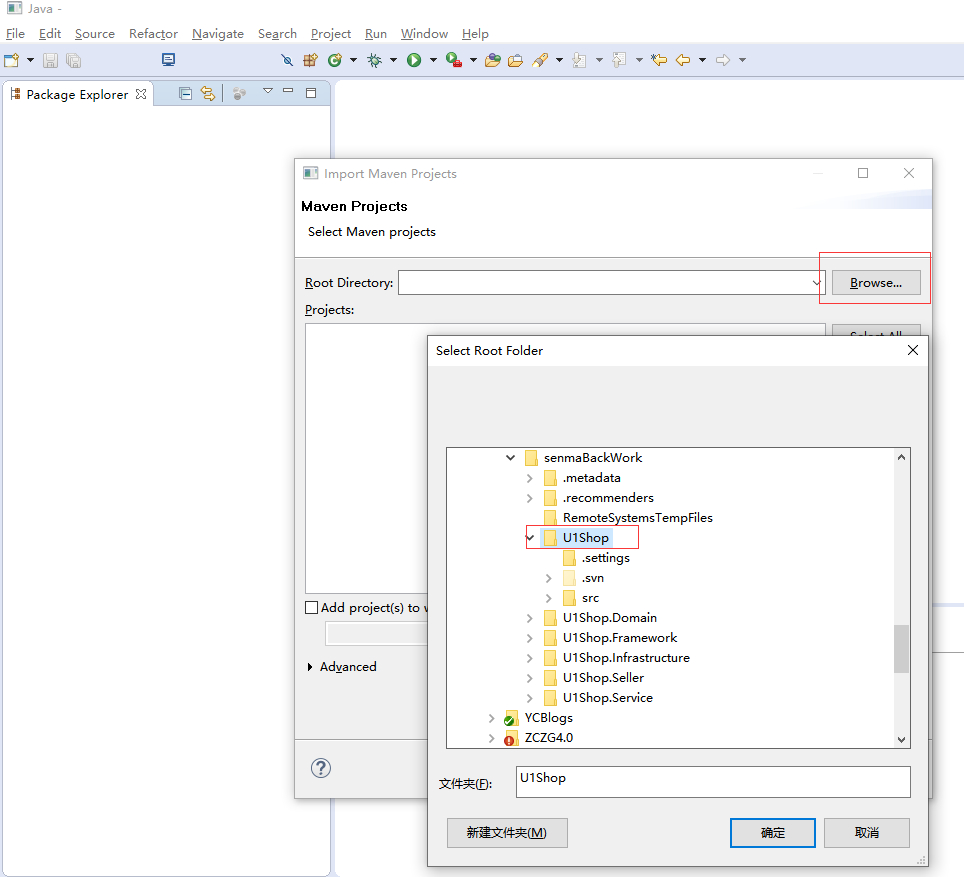 Java -
File Edit Source Refactor Navigate Search Project Run Window Help
Package Explorer
Import Maven Projects
Maven Projects
Select Maven projects
Root Directory:
Browse...
Projects:
Select All
Select Root Folder
senmaBackWork
.metadata
.recommenders
RemoteSystemsTempFiles
U1Shop
.settings
.svn
src
U1Shop.Domain
U1Shop.Framework
U1Shop.Infrastructure
U1Shop.Seller
U1Shop.Service
YCBlogs
ZCZG4.0
Add project(s) to
Advanced
文件夹(F):
U1Shop
新建文件夹(M)
确定
取消